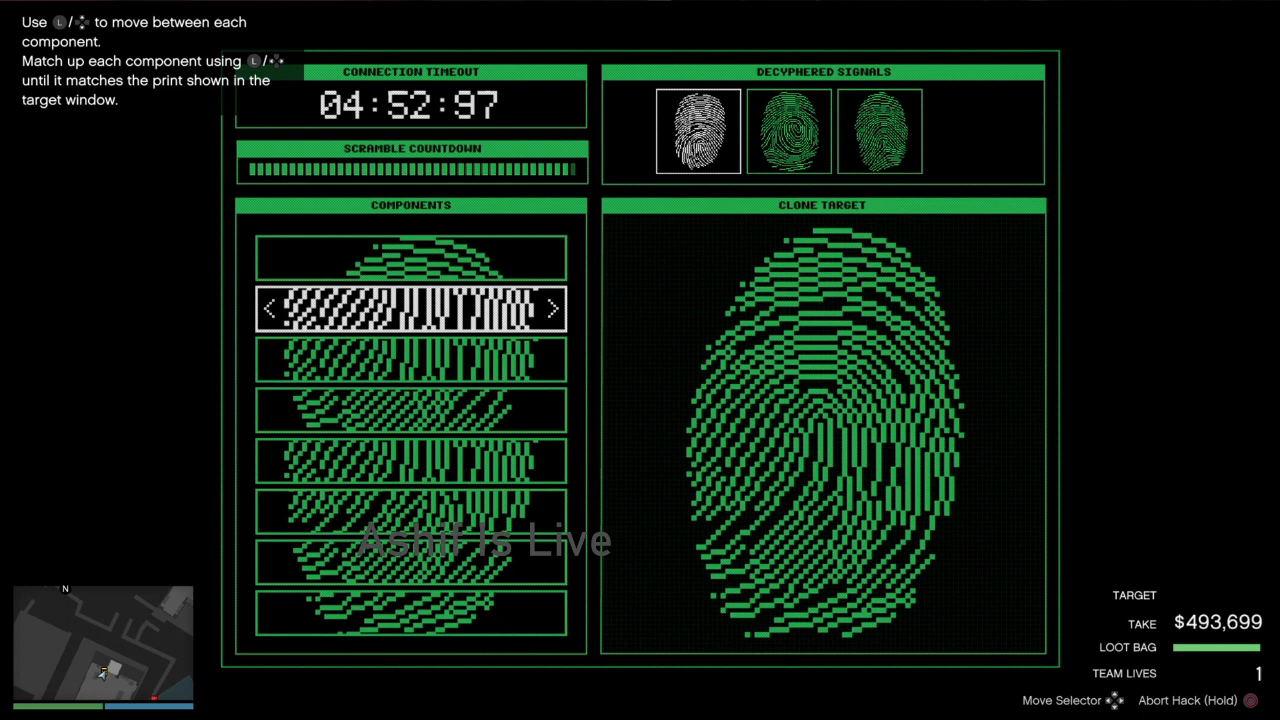 Use L/ to move between each
component.
Match up each component using L/
until it matches the print shown in the
target window.
CONNECTION TIMEOUT
04:52:97
SCRAMBLE COUNTDOWN
DECYPHERED SIGNALS
COMPONENTS
CLONE TARGET
Ashif Is Live
N
TARGET
TAKE $493,699
LOOT BAG
TEAM LIVES 1
Move Selector Abort Hack (Hold)